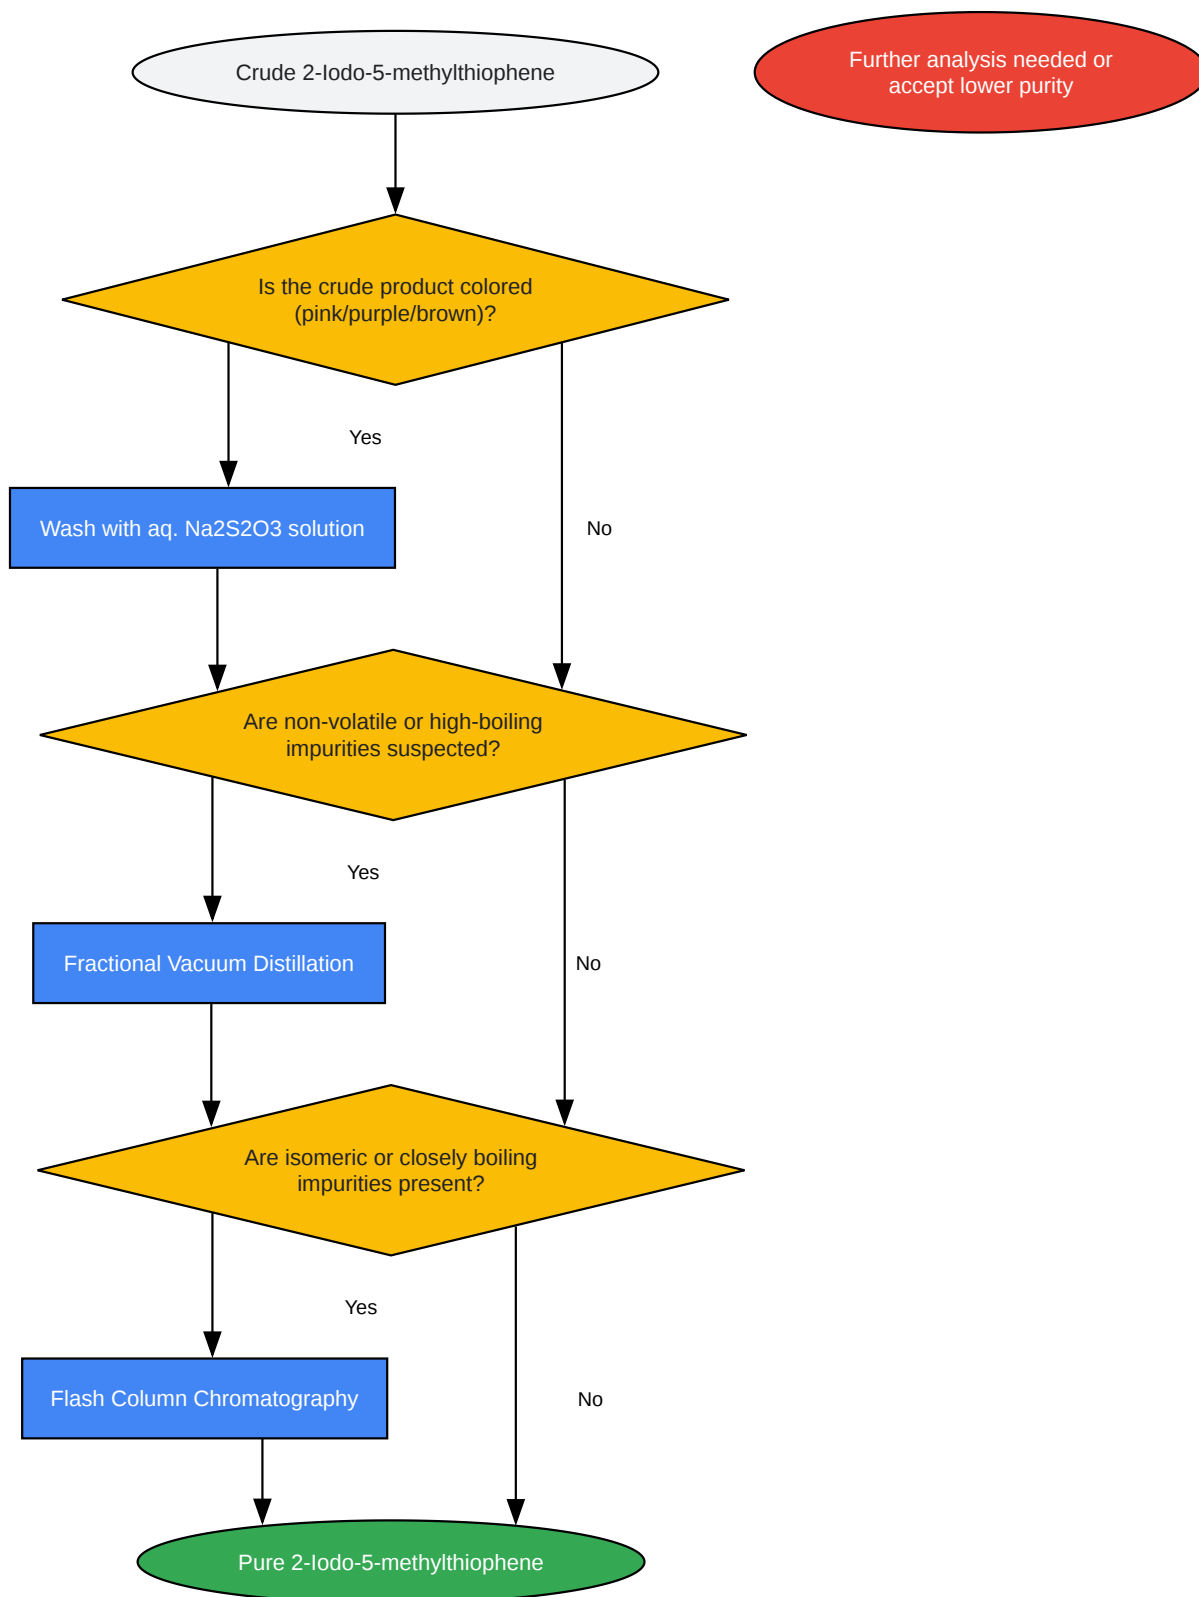 Crude 2-Iodo-5-methylthiophene
Further analysis needed or
accept lower purity
Is the crude product colored
(pink/purple/brown)?
Yes
Wash with aq. Na2S2O3 solution
No
Are non-volatile or high-boiling
impurities suspected?
Yes
Fractional Vacuum Distillation
No
Are isomeric or closely boiling
impurities present?
Yes
Flash Column Chromatography
No
Pure 2-Iodo-5-methylthiophene